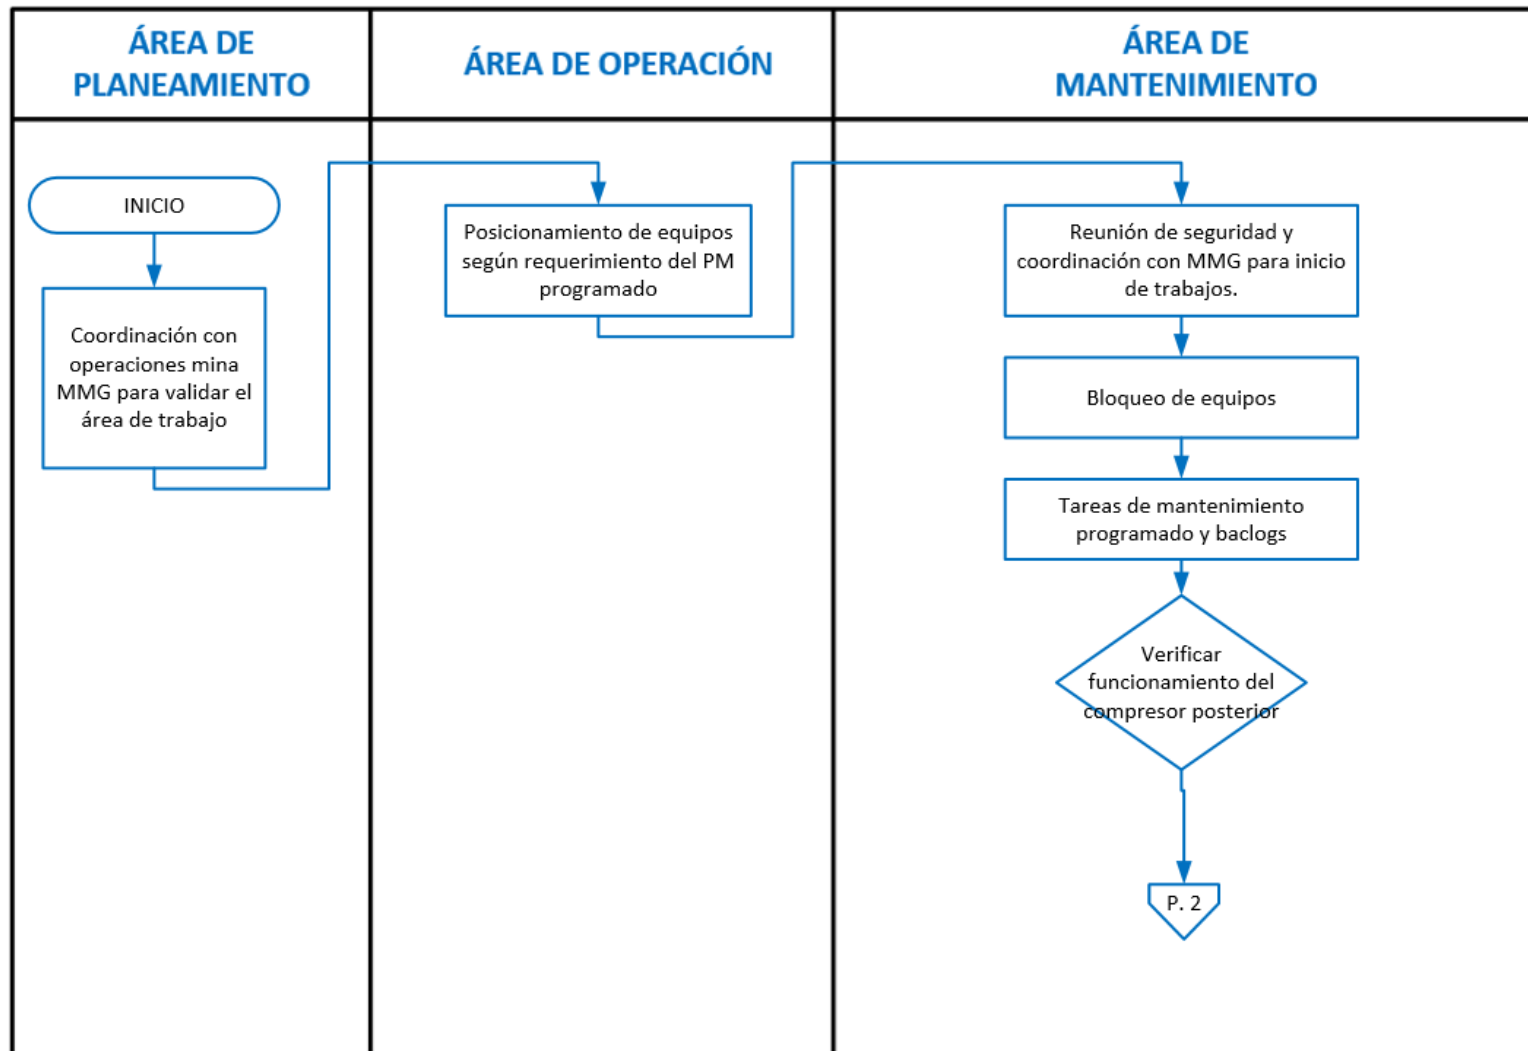 ÁREA DE
PLANEAMIENTO
ÁREA DE OPERACIÓN
ÁREA DE
MANTENIMIENTO
INICIO
Coordinación con
operaciones mina
MMG para validar el
área de trabajo
Posicionamiento de equipos
según requerimiento del PM
programado
Reunión de seguridad y
coordinación con MMG para inicio
de trabajos.
Bloqueo de equipos
Tareas de mantenimiento
programado y baclogs
Verificar
funcionamiento del
compresor posterior
P. 2